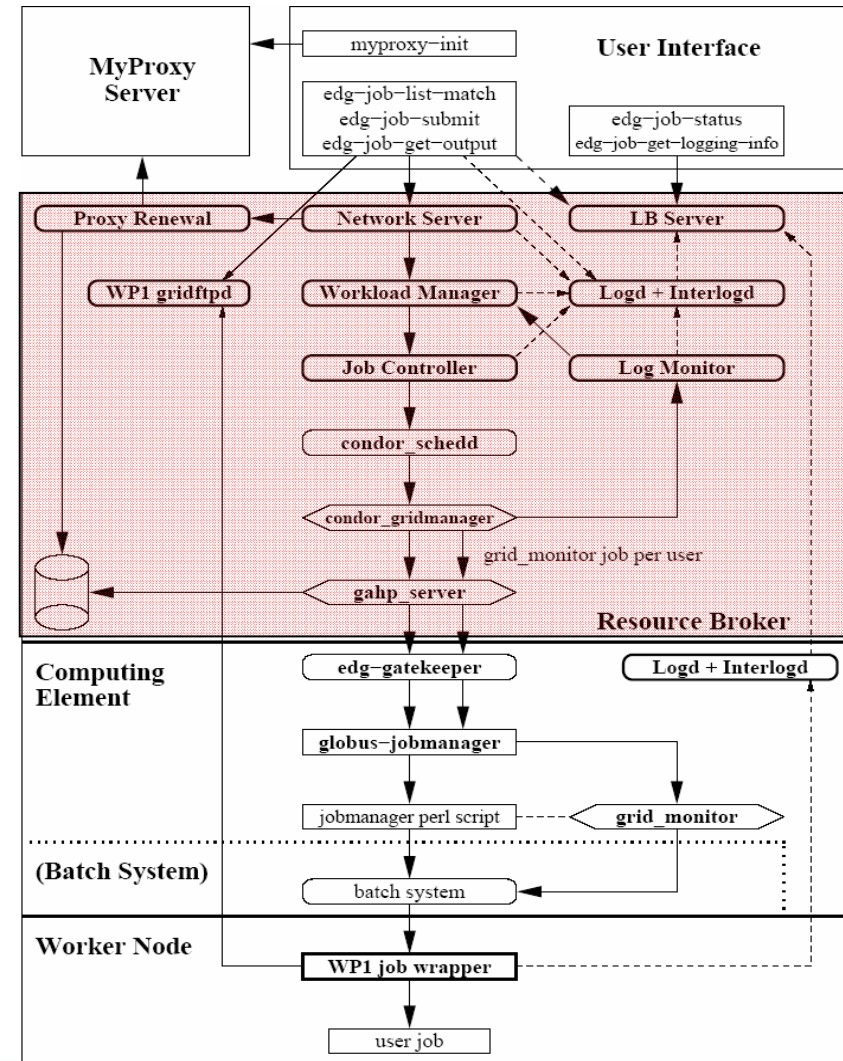 myproxy-init
User Interface
MyProxy
Server
edg-job-list-match
edg-job-submit
edg-job-get-output
edg-job-status
edg-job-get-logging-info
Proxy Renewal
Network Server
LB Server
WP1 gridftpd
Workload Manager
Logd + Interlogd
Job Controller
Log Monitor
condor_schedd
condor_gridmanager
grid_monitor job per user
gahp_server
Resource Broker
Computing
Element
edg-gatekeeper
Logd + Interlogd
globus-jobmanager
jobmanager perl script
grid_monitor
(Batch System)
batch system
Worker Node
WP1 job wrapper
user job